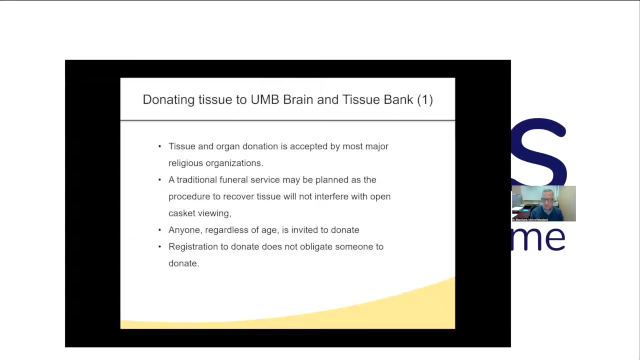 Donating tissue to UMB Brain and Tissue Bank (1)
• Tissue and organ donation is accepted by most major
religious organizations.
• A traditional funeral service may be planned as the
procedure to recover tissue will not interfere with open
casket viewing,
• Anyone, regardless of age, is invited to donate
• Registration to donate does not obligate someone to
donate.
s
me